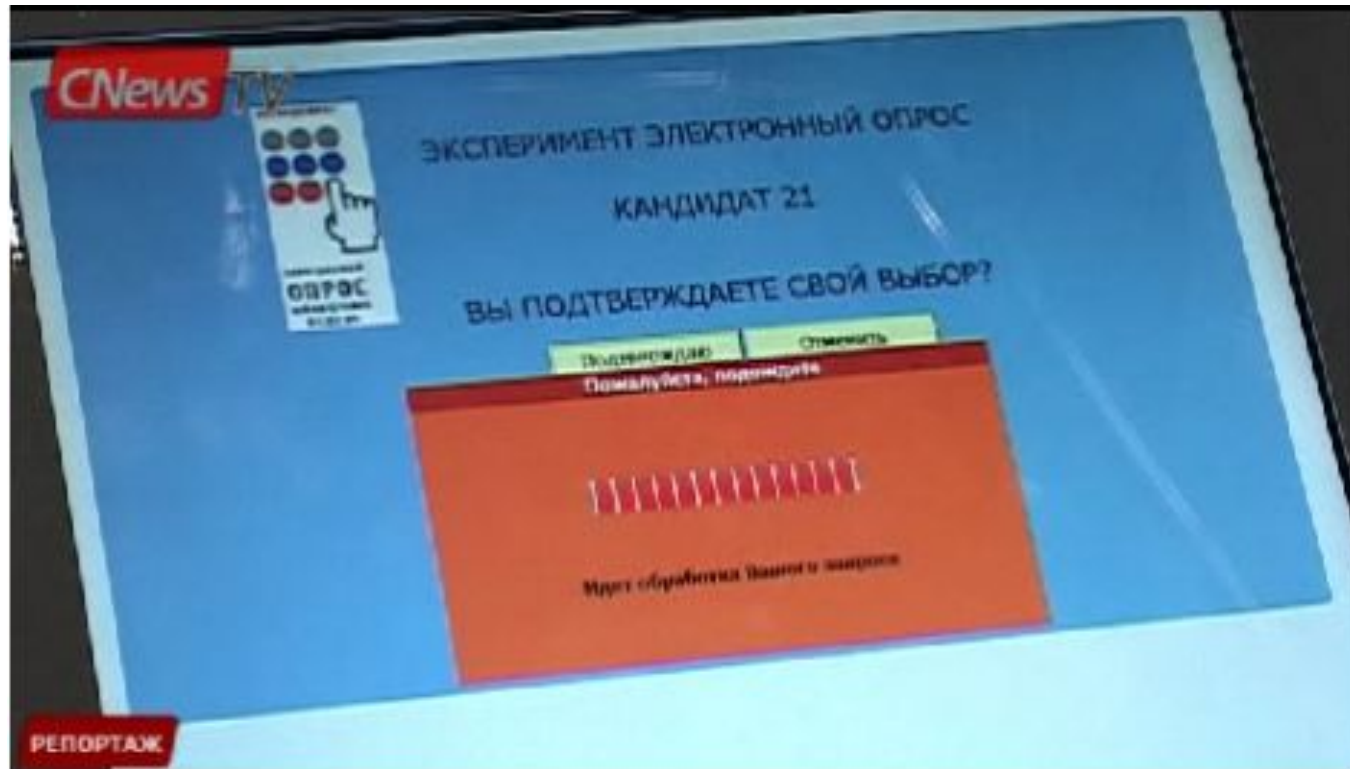 CNews TV
ЭКСПЕРИМЕНТ ЭЛЕКТРОННЫЙ ОПРОС
КАНДИДАТ 21
ОПРОС
ВЫ ПОДТВЕРЖДАЕТЕ СВОЙ ВЫБОР?
Подтверждаю Отменить
Пожалуйста, подождите
Идет обработка Вашего запроса
РЕПОРТАЖ